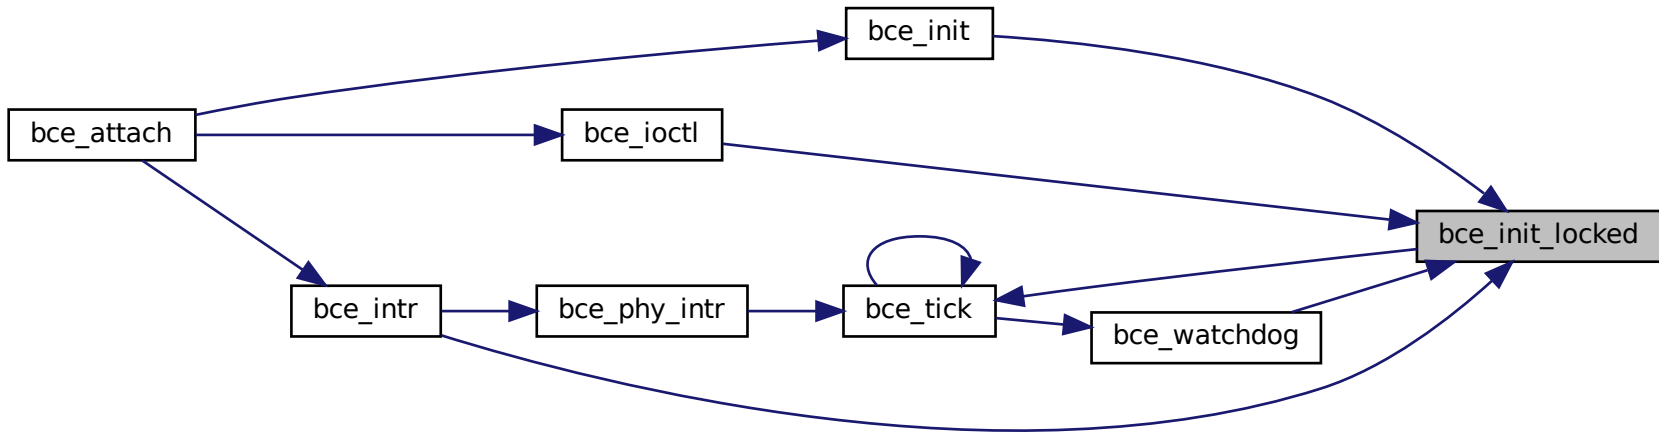 bce_init
bce_attach
bce_ioctl
bce_init_locked
bce_intr
bce_phy_intr
bce_tick
bce_watchdog